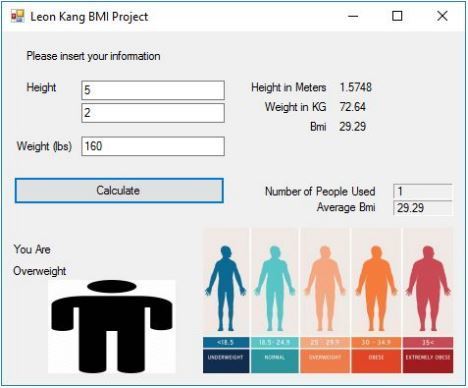 Leon Kang BMI Project
Please insert your information
Height 5 Height in Meters 1.5748
2 Weight in KG 72.64
Bmi 29.29
Weight (lbs) 160
Calculate
Number of People Used 1
Average Bmi 29.29
You Are
Overweight
<18.5 18.5-24.9 25 - 29.9 30 - 34.9 35<
UNDERWEIGHT NORMAL OVERWEIGHT OBESE EXTREMELY OBESE